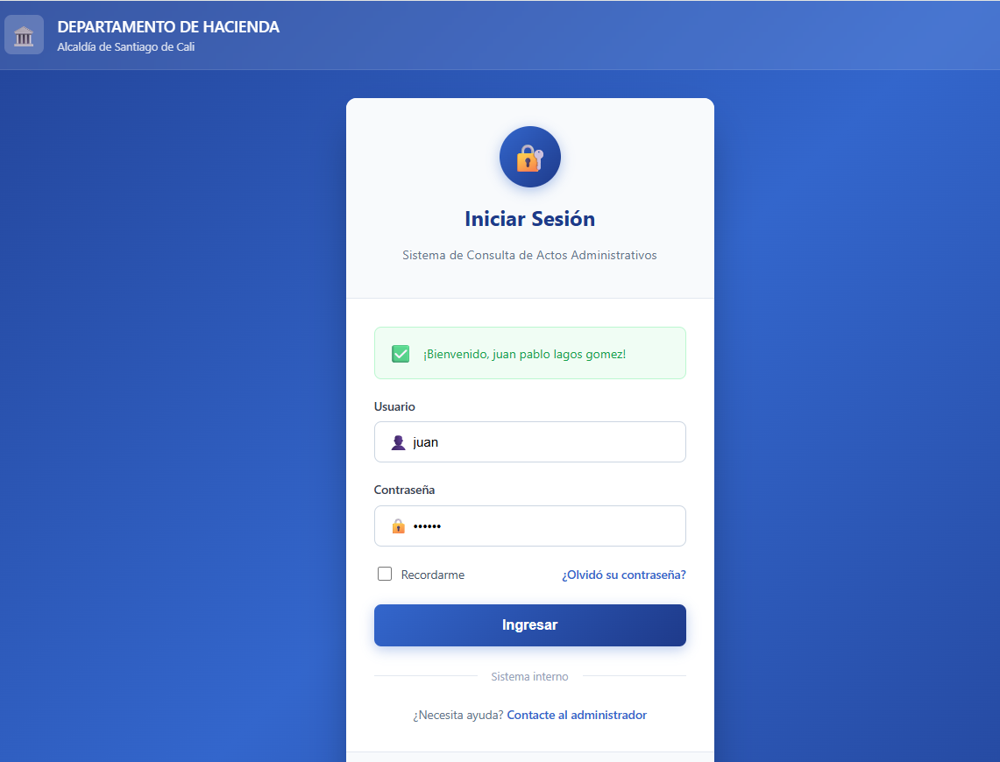 DEPARTAMENTO DE HACIENDA
Alcaldía de Santiago de Cali
Iniciar Sesión
Sistema de Consulta de Actos Administrativos
¡Bienvenido, juan pablo lagos gomez!
Usuario
juan
Contraseña
••••••
Recordarme
¿Olvidó su contraseña?
Ingresar
Sistema interno
¿Necesita ayuda? Contacte al administrador